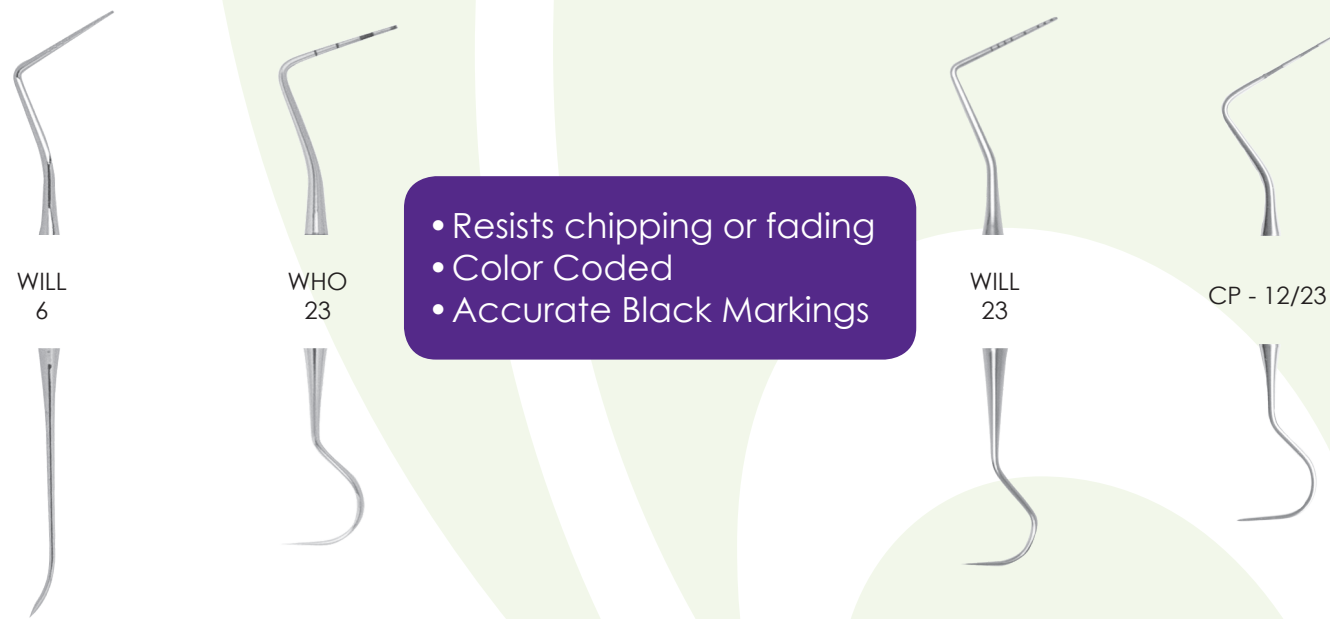 WILL
6
WHO
23
• Resists chipping or fading
• Color Coded
• Accurate Black Markings
WILL
23
CP - 12/23